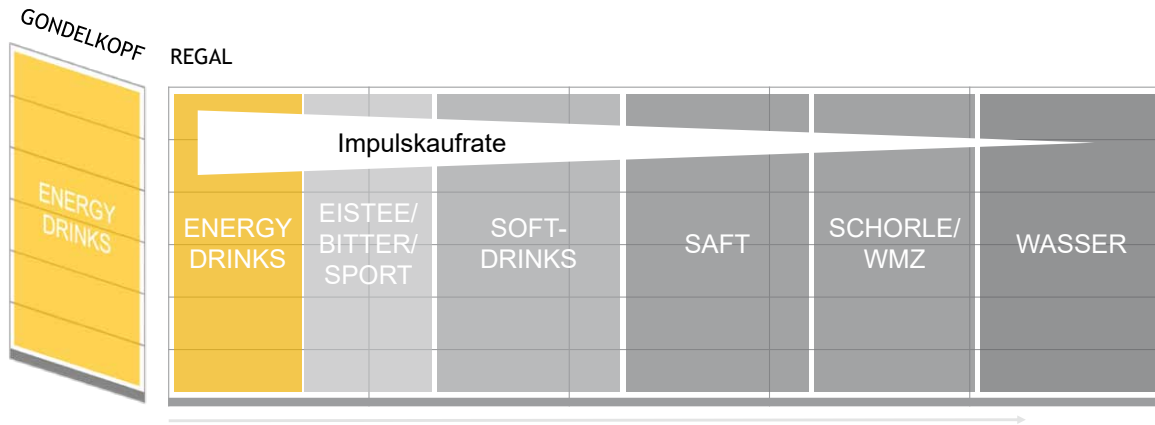 GONDELKOPF
REGAL
Impulskaufrate
ENERGY
DRINKS
ENERGY
DRINKS
EISTEE/
BITTER/
SPORT
SOFT-
DRINKS
SAFT
SCHORLE/
WMZ
WASSER